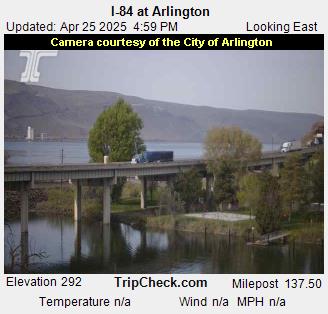 I-84 at Arlington
Updated: Apr 25 2025 4:59 PM Looking East
Camera courtesy of the City of Arlington
Elevation 292 TripCheck.com Milepost 137.50
Temperature n/a Wind n/a MPH n/a